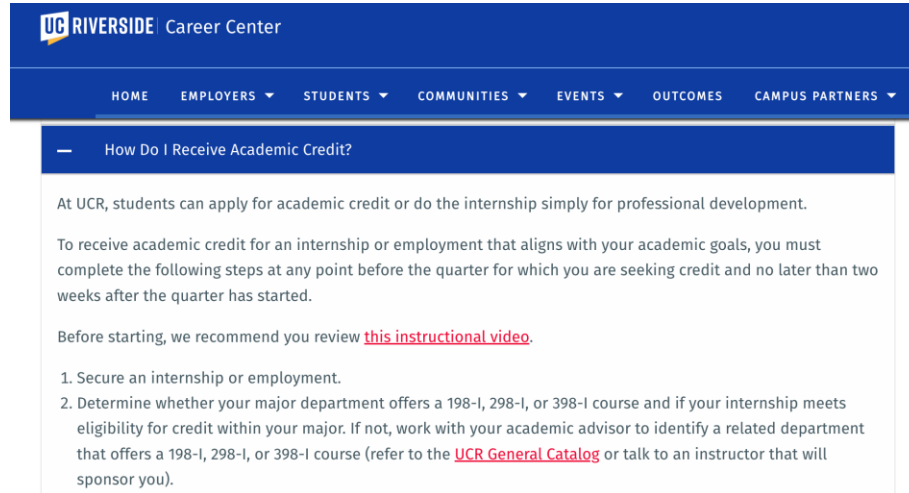 UC RIVERSIDE Career Center
HOME EMPLOYERS STUDENTS COMMUNITIES EVENTS OUTCOMES CAMPUS PARTNERS
How Do I Receive Academic Credit?
At UCR, students can apply for academic credit or do the internship simply for professional development.
To receive academic credit for an internship or employment that aligns with your academic goals, you must
complete the following steps at any point before the quarter for which you are seeking credit and no later than two
weeks after the quarter has started.
Before starting, we recommend you review this instructional video.
1. Secure an internship or employment.
2. Determine whether your major department offers a 198-I, 298-I, or 398-I course and if your internship meets
eligibility for credit within your major. If not, work with your academic advisor to identify a related department
that offers a 198-I, 298-I, or 398-I course (refer to the UCR General Catalog or talk to an instructor that will
sponsor you).